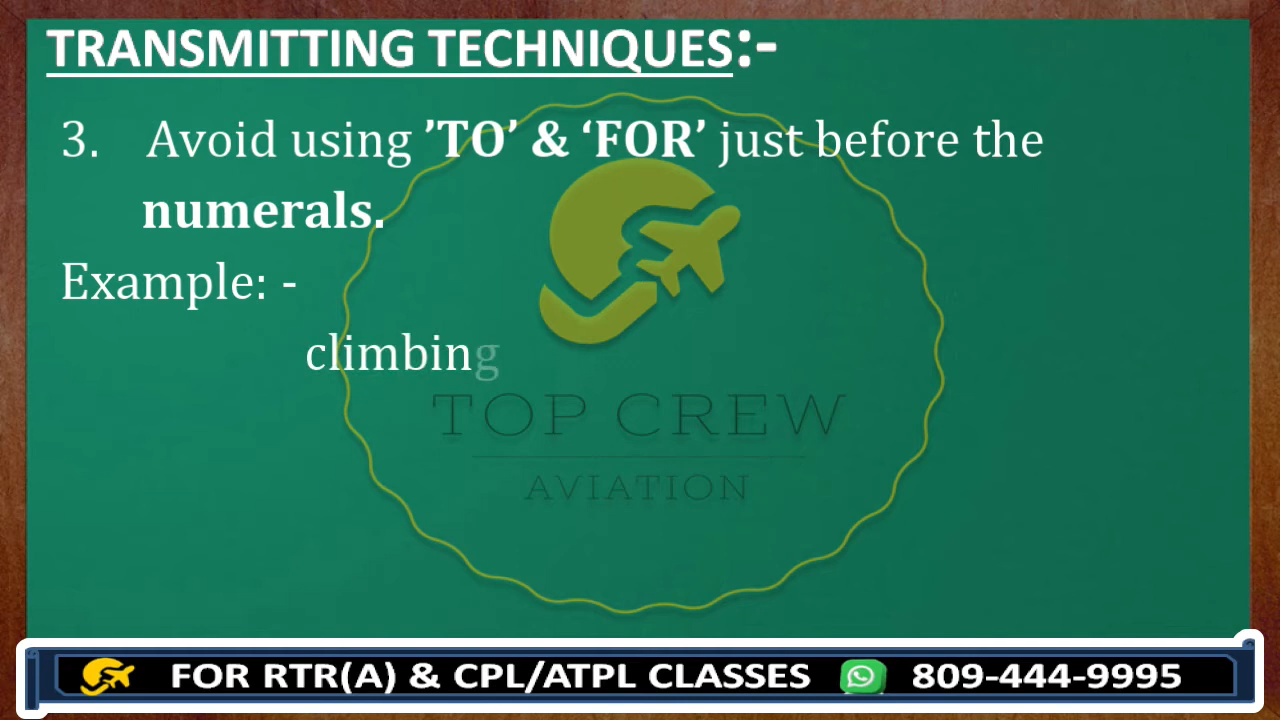 TRANSMITTING TECHNIQUES:-
3. Avoid using ’TO’ & ‘FOR’ just before the
numerals.
Example: -
climbing
TOP CREW
AVIATION
FOR RTR(A) & CPL/ATPL CLASSES 809-444-9995